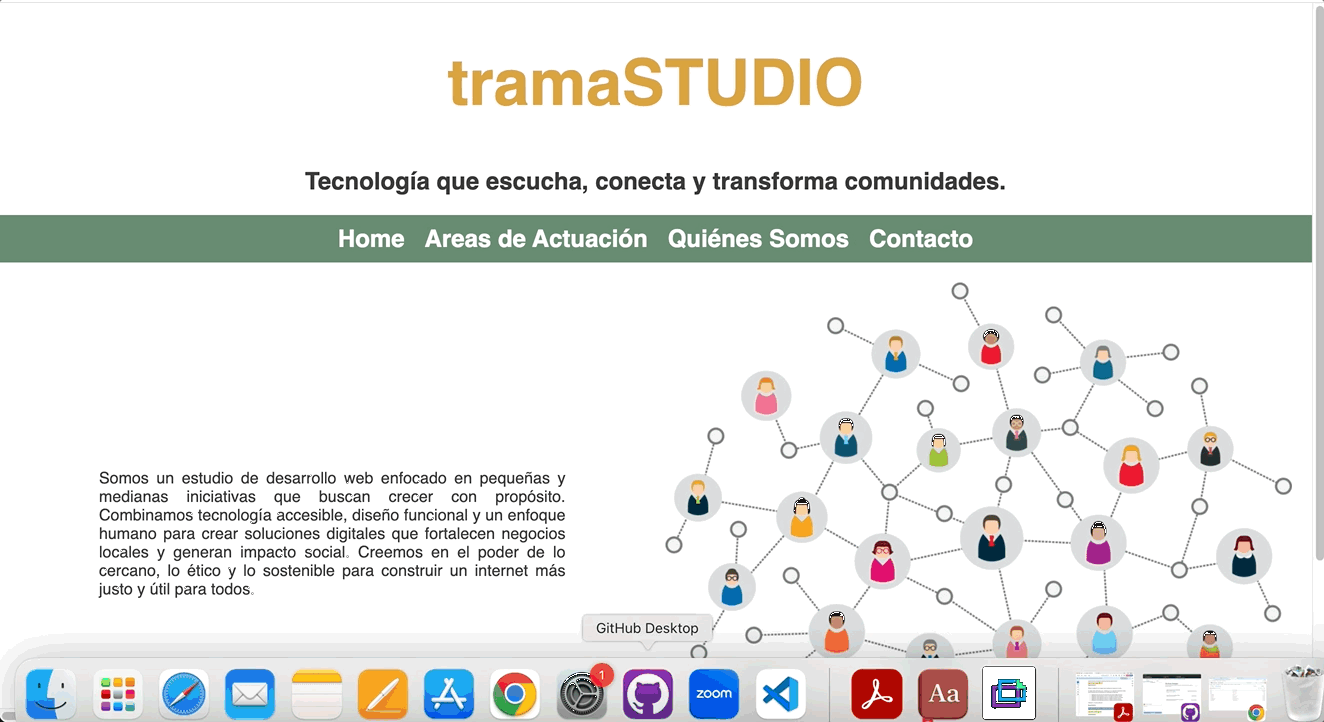 tramaSTUDIO
Tecnología que escucha, conecta y transforma comunidades.
Home Areas de Actuación Quiénes Somos Contacto
Somos un estudio de desarrollo web enfocado en pequeñas y
medianas iniciativas que buscan crecer con propósito.
Combinamos tecnología accesible, diseño funcional y un enfoque
humano para crear soluciones digitales que fortalecen negocios
locales y generan impacto social. Creemos en el poder de lo
cercano, lo ético y lo sostenible para construir un internet más
justo y útil para todos.
GitHub Desktop
1
zoom
Aa